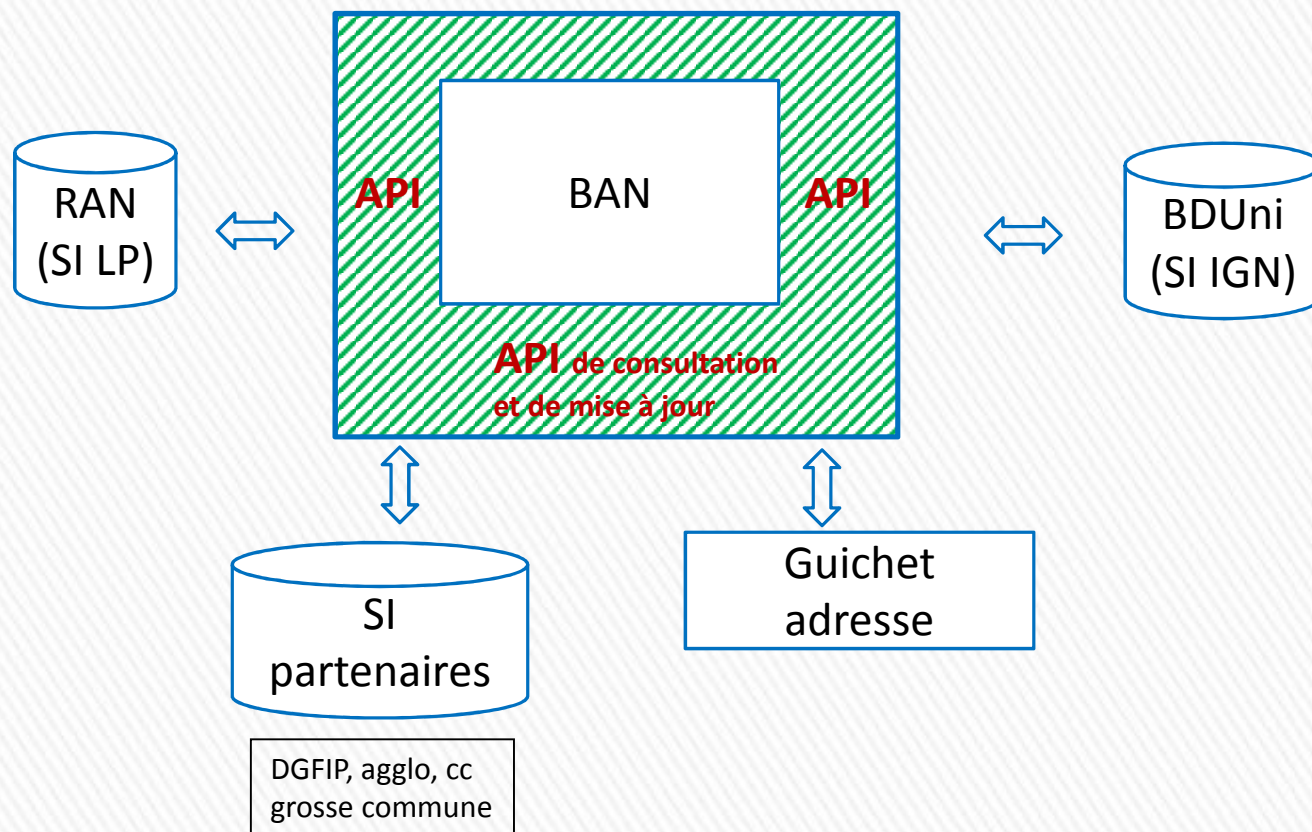 RAN
(SI LP)
API
BAN
API
BDUni
(SI IGN)
API de consultation
et de mise à jour
SI
partenaires
Guichet
adresse
DGFIP, agglo, cc
grosse commune